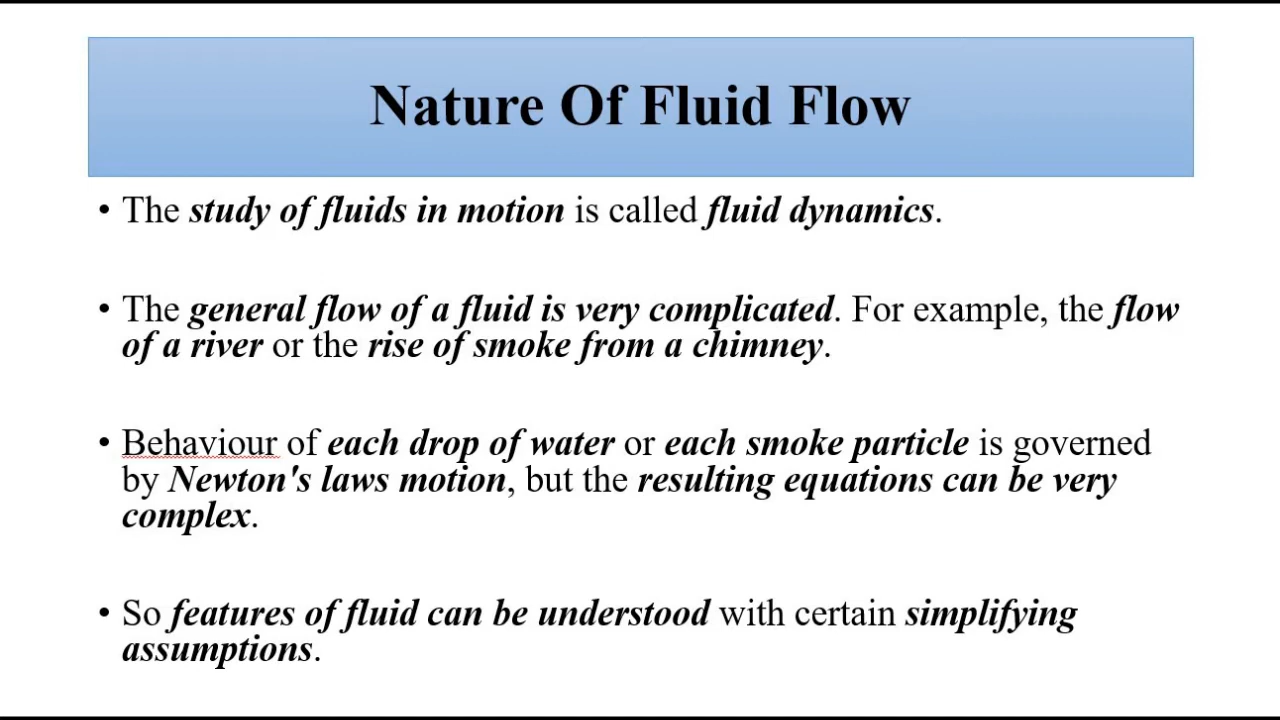 Nature Of Fluid Flow
• The study of fluids in motion is called fluid dynamics.
• The general flow of a fluid is very complicated. For example, the flow
of a river or the rise of smoke from a chimney.
• Behaviour of each drop of water or each smoke particle is governed
by Newton's laws motion, but the resulting equations can be very
complex.
• So features of fluid can be understood with certain simplifying
assumptions.